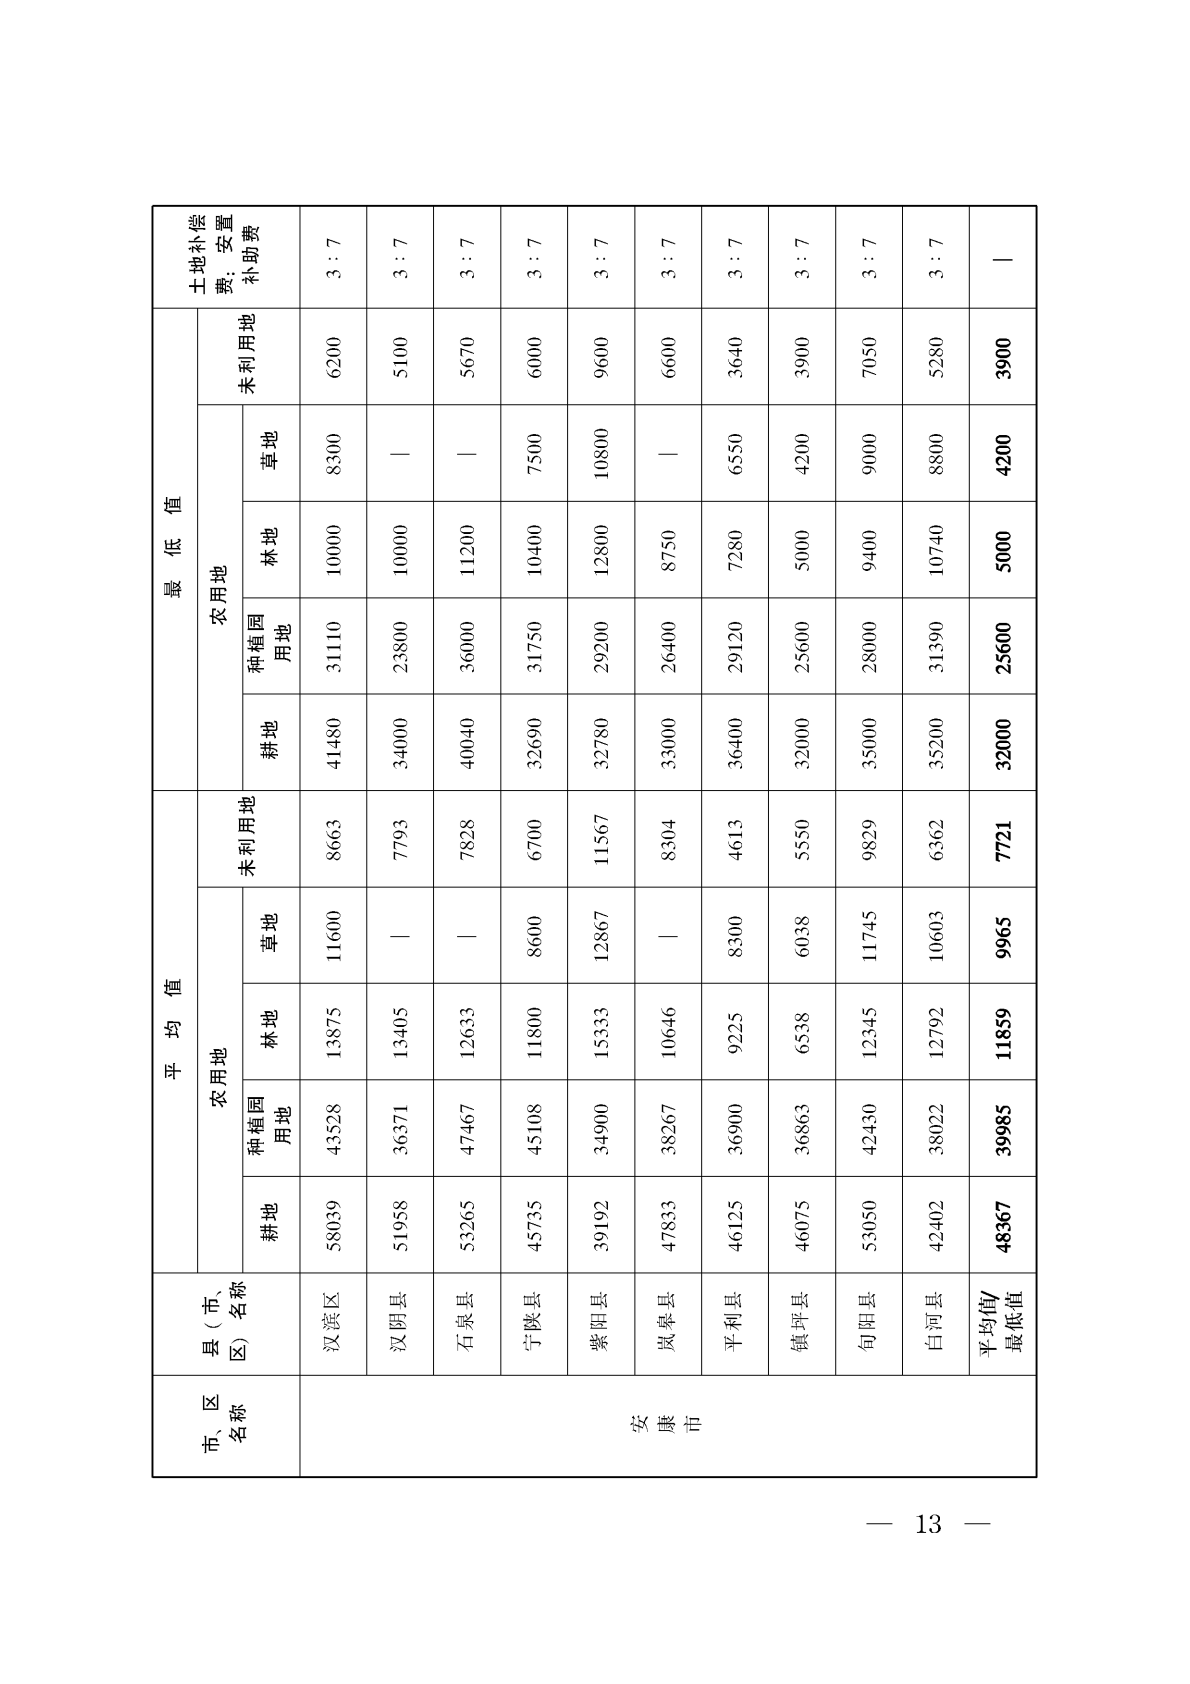 市、区名称 县（市、区）名称 平均值 最低值 土地补偿费：安置补助费
农用地 未利用地 农用地 未利用地
耕地 种植园用地 林地 草地 耕地 种植园用地 林地 草地
安康市
汉滨区 58039 43528 13875 11600 8663 41480 31110 10000 8300 6200 3：7
汉阴县 51958 36371 13405 — 7793 34000 23800 10000 — 5100 3：7
石泉县 53265 47467 12633 — 7828 40040 36000 11200 — 5670 3：7
宁陕县 45735 45108 11800 8600 6700 32690 31750 10400 7500 6000 3：7
紫阳县 39192 34900 15333 12867 11567 32780 29200 12800 10800 9600 3：7
岚皋县 47833 38267 10646 — 8304 33000 26400 8750 — 6600 3：7
平利县 46125 36900 9225 8300 4613 36400 29120 7280 6550 3640 3：7
镇坪县 46075 36863 6538 6038 5550 32000 25600 5000 4200 3900 3：7
旬阳县 53050 42430 12345 11745 9829 35000 28000 9400 9000 7050 3：7
白河县 42402 38022 12792 10603 6362 35200 31390 10740 8800 5280 3：7
平均值/最低值 48367 39985 11859 9965 7721 32000 25600 5000 4200 3900 —
— 13 —